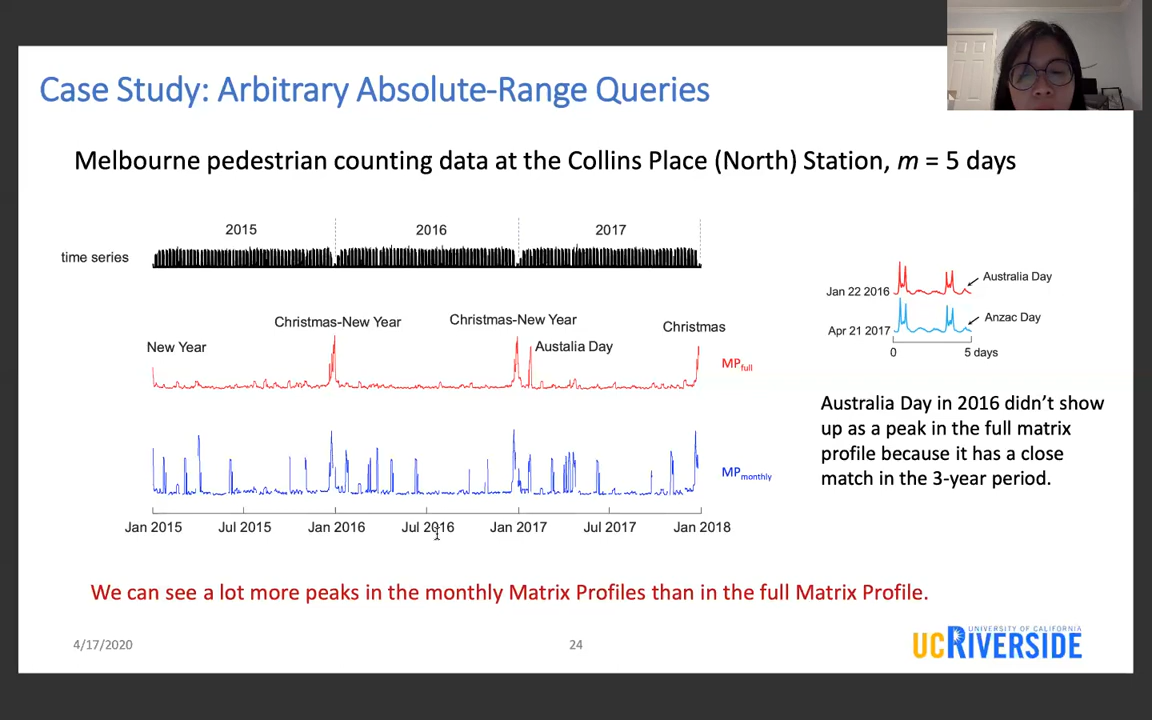 Case Study: Arbitrary Absolute-Range Queries
Melbourne pedestrian counting data at the Collins Place (North) Station, m = 5 days
2015 2016 2017
time series
Christmas-New Year Christmas-New Year Christmas
New Year Austalia Day
MPfull
MPmonthly
Jan 2015 Jul 2015 Jan 2016 Jul 2016 Jan 2017 Jul 2017 Jan 2018
Australia Day
Jan 22 2016
Anzac Day
Apr 21 2017
0 5 days
Australia Day in 2016 didn't show
up as a peak in the full matrix
profile because it has a close
match in the 3-year period.
We can see a lot more peaks in the monthly Matrix Profiles than in the full Matrix Profile.
4/17/2020
24
UNIVERSITY OF CALIFORNIA
UCRIVERSIDE